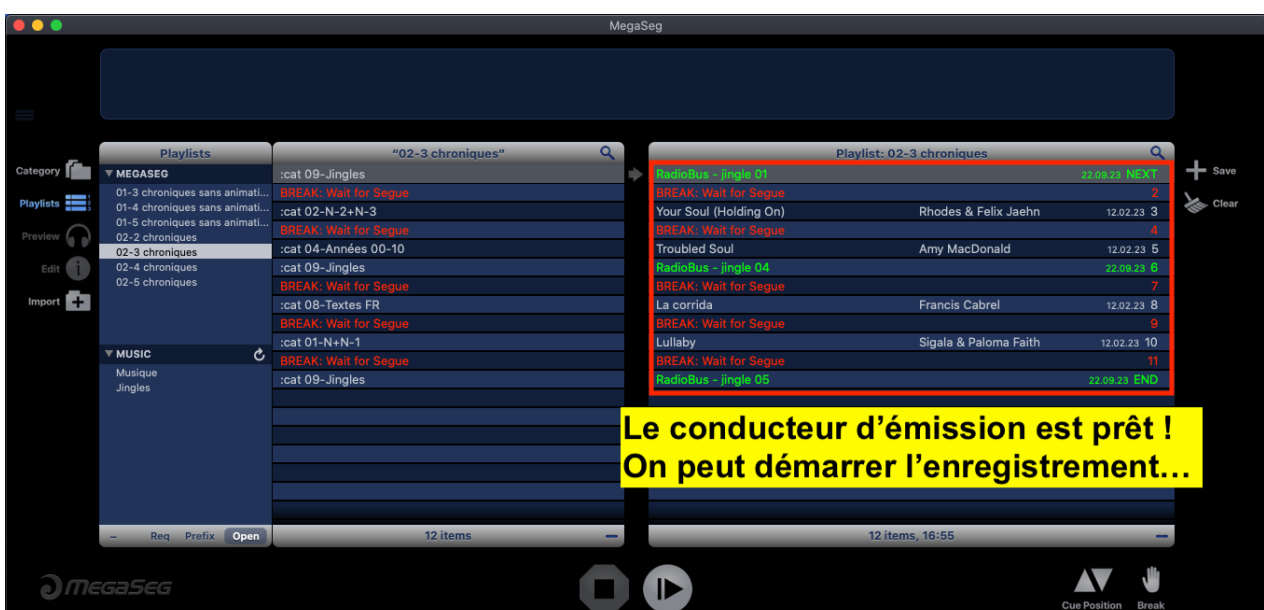 MegaSeg
Category
Playlists
Preview
Edit
Import
Playlists
MEGASEG
01-3 chroniques sans animati...
01-4 chroniques sans animati...
01-5 chroniques sans animati...
02-2 chroniques
02-3 chroniques
02-4 chroniques
02-5 chroniques
MUSIC
Musique
Jingles
– Req Prefix Open
"02-3 chroniques"
:cat 09-Jingles
BREAK: Wait for Segue
:cat 02-N-2+N-3
BREAK: Wait for Segue
:cat 04-Années 00-10
:cat 09-Jingles
BREAK: Wait for Segue
:cat 08-Textes FR
BREAK: Wait for Segue
:cat 01-N+N-1
BREAK: Wait for Segue
:cat 09-Jingles
12 items
Playlist: 02-3 chroniques
RadioBus - jingle 01 22.09.23 NEXT
BREAK: Wait for Segue 2
Your Soul (Holding On) Rhodes & Felix Jaehn 12.02.23 3
BREAK: Wait for Segue 4
Troubled Soul Amy MacDonald 12.02.23 5
RadioBus - jingle 04 22.09.23 6
BREAK: Wait for Segue 7
La corrida Francis Cabrel 12.02.23 8
BREAK: Wait for Segue 9
Lullaby Sigala & Paloma Faith 12.02.23 10
BREAK: Wait for Segue 11
RadioBus - jingle 05 22.09.23 END
Le conducteur d'émission est prêt !
On peut démarrer l'enregistrement...
12 items, 16:55
Save
Clear
MegaSeg
Cue Position Break